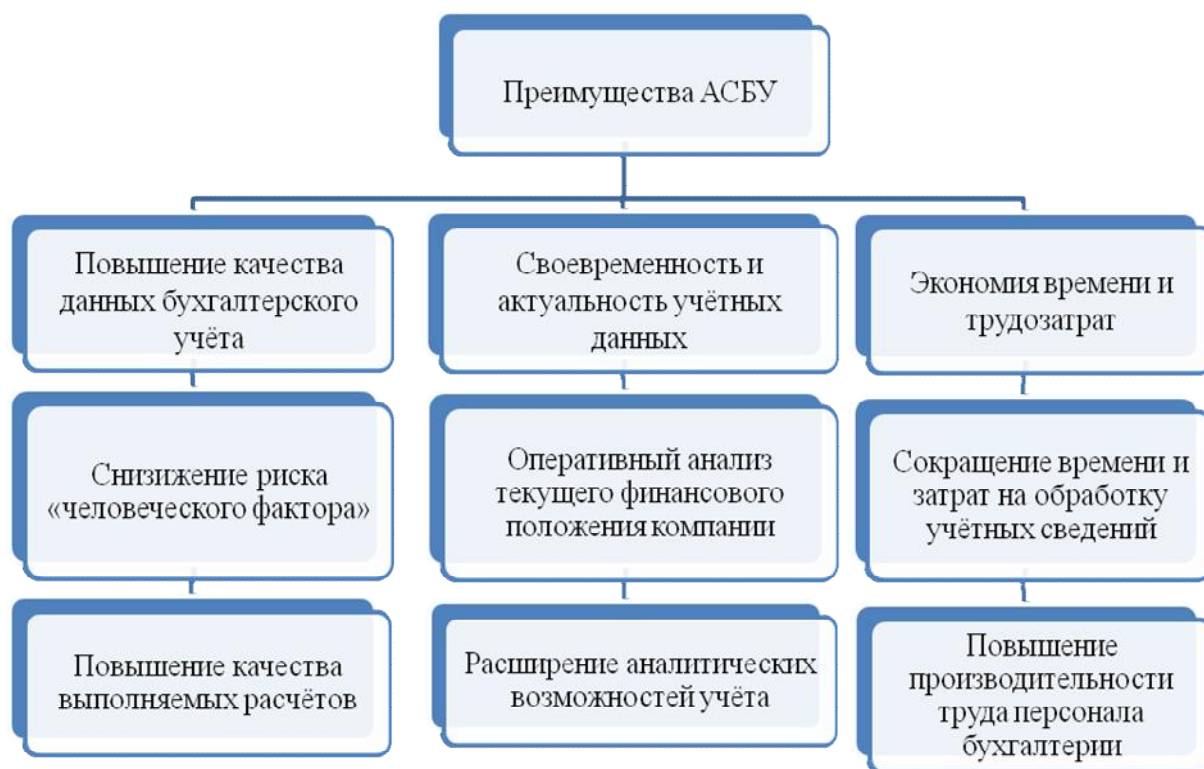 Преимущества АСБУ
Повышение качества
данных бухгалтерского
учёта
Своевременность и
актуальность учётных
данных
Экономия времени и
трудозатрат
Снизижение риска
«человеческого фактора»
Оперативный анализ
текущего финансового
положения компании
Сокращение времени и
затрат на обработку
учётных сведений
Повышение качества
выполняемых расчётов
Расширение аналитических
возможностей учёта
Повышение
производительности
труда персонала
бухгалтерии